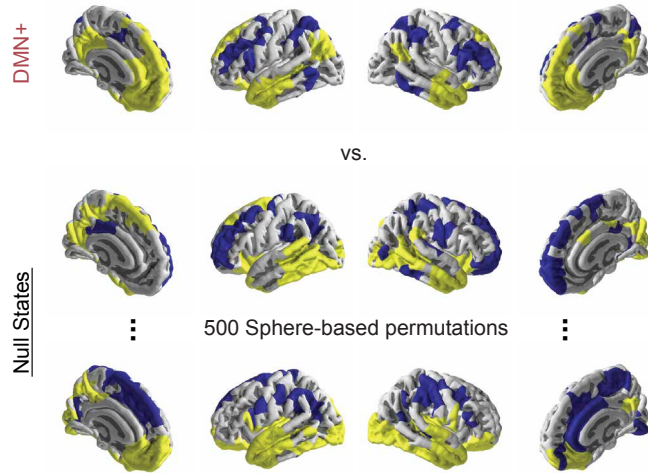 DMN+
vs.
Null States
500 Sphere-based permutations